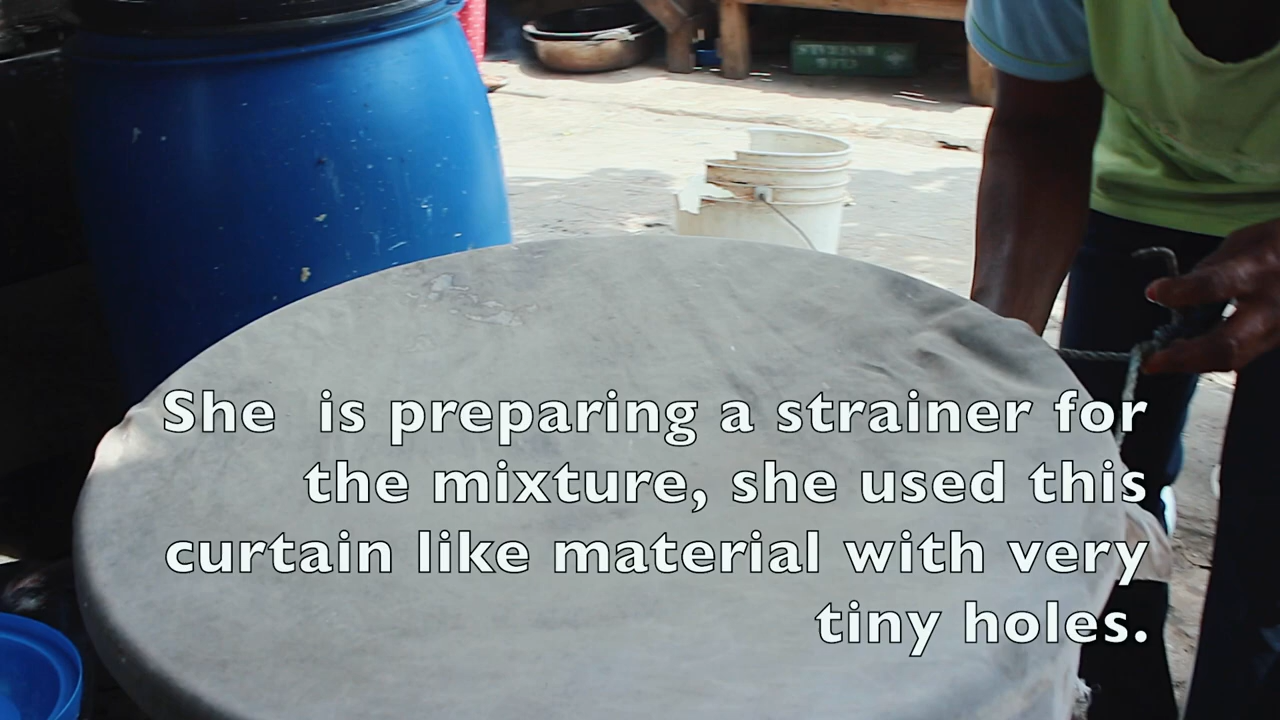 She  is preparing a strainer for
the mixture, she used this
curtain like material with very
tiny holes.